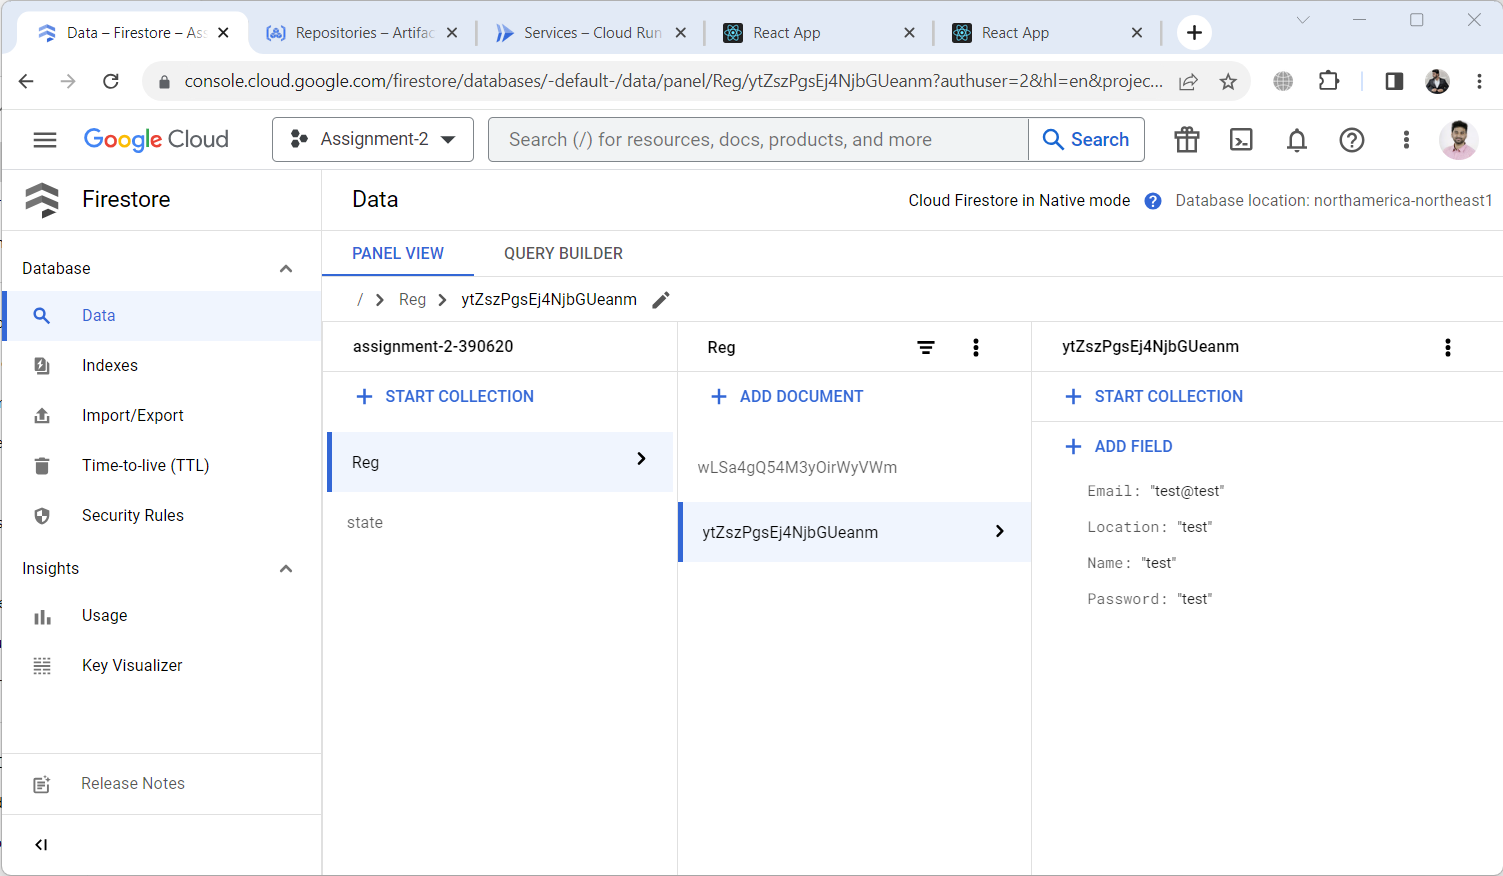 Data – Firestore – Ass
Repositories – Artifac
Services – Cloud Run
React App
React App
console.cloud.google.com/firestore/databases/-default-/data/panel/Reg/ytZszPgsEj4NjbGUeanm?authuser=2&hl=en&projec...
Google Cloud
Assignment-2
Search (/) for resources, docs, products, and more
Search
Firestore
Data
Cloud Firestore in Native mode
Database location: northamerica-northeast1
Database
Data
Indexes
Import/Export
Time-to-live (TTL)
Security Rules
Insights
Usage
Key Visualizer
Release Notes
PANEL VIEW
QUERY BUILDER
/ Reg ytZszPgsEj4NjbGUeanm
assignment-2-390620
START COLLECTION
Reg
state
Reg
ADD DOCUMENT
wLSa4gQ54M3yOirWyVWm
ytZszPgsEj4NjbGUeanm
ytZszPgsEj4NjbGUeanm
START COLLECTION
ADD FIELD
Email: "test@test"
Location: "test"
Name: "test"
Password: "test"